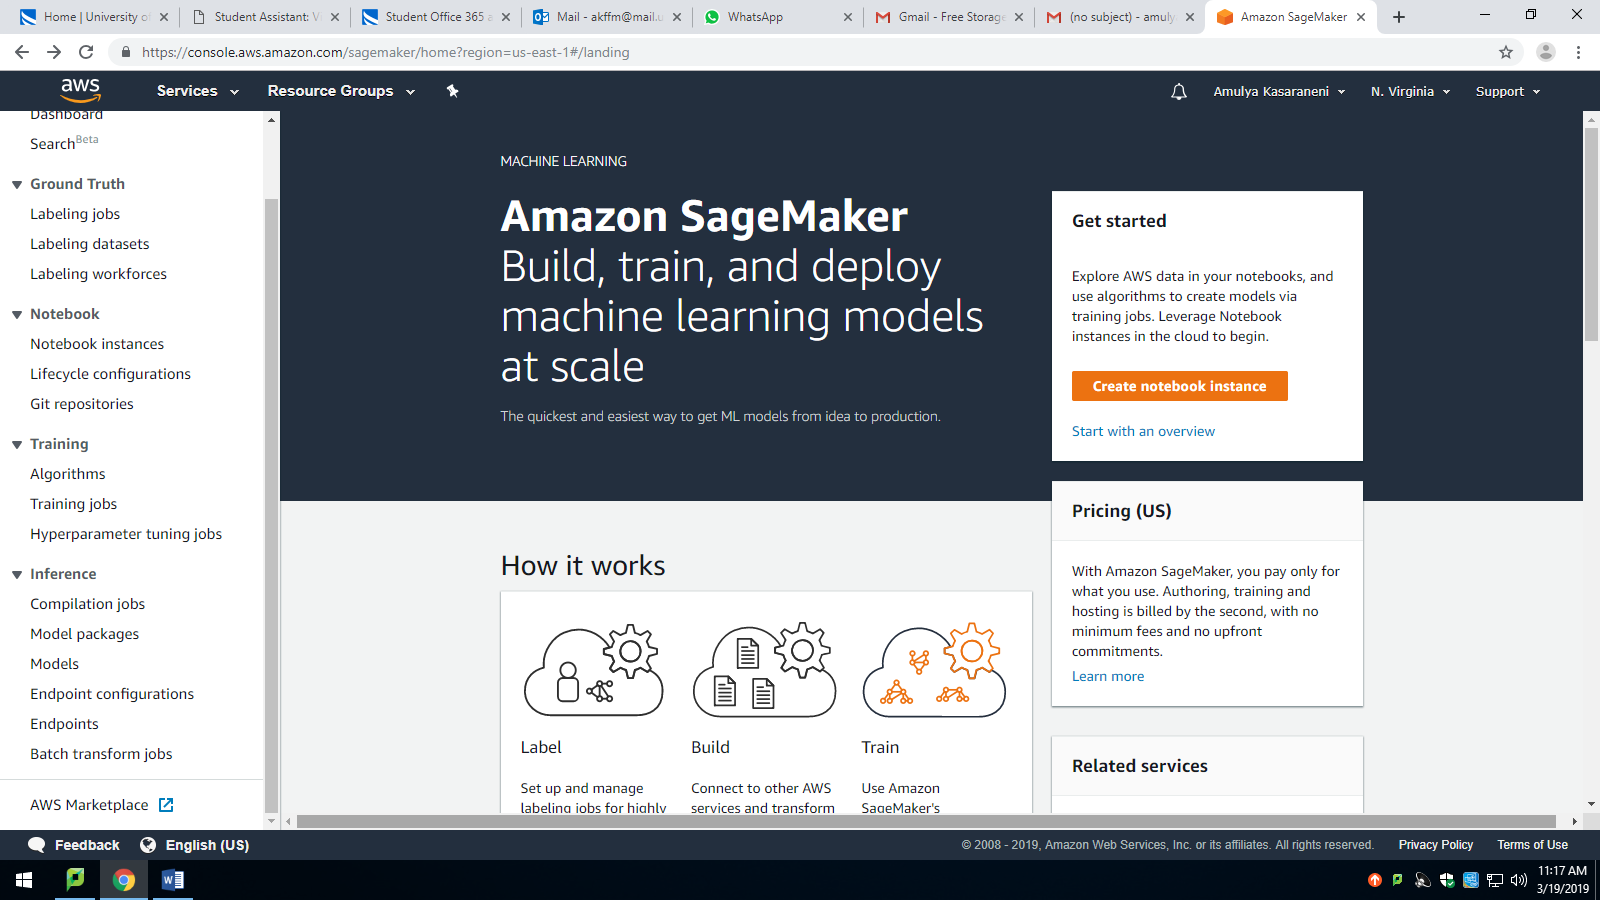 Home | University of
Student Assistant: V
Student Office 365 a
Mail - akffm@mail.u
WhatsApp
Gmail - Free Storage
(no subject) - amuly
Amazon SageMaker
https://console.aws.amazon.com/sagemaker/home?region=us-east-1#/landing
aws
Services
Resource Groups
Amulya Kasaraneni
N. Virginia
Support
Dashboard
Search Beta
Ground Truth
Labeling jobs
Labeling datasets
Labeling workforces
Notebook
Notebook instances
Lifecycle configurations
Git repositories
Training
Algorithms
Training jobs
Hyperparameter tuning jobs
Inference
Compilation jobs
Model packages
Models
Endpoint configurations
Endpoints
Batch transform jobs
AWS Marketplace
MACHINE LEARNING
Amazon SageMaker
Build, train, and deploy
machine learning models
at scale
The quickest and easiest way to get ML models from idea to production.
Get started
Explore AWS data in your notebooks, and
use algorithms to create models via
training jobs. Leverage Notebook
instances in the cloud to begin.
Create notebook instance
Start with an overview
Pricing (US)
With Amazon SageMaker, you pay only for
what you use. Authoring, training and
hosting is billed by the second, with no
minimum fees and no upfront
commitments.
Learn more
Related services
How it works
Label
Set up and manage
labeling jobs for highly
Build
Connect to other AWS
services and transform
Train
Use Amazon
SageMaker's
Feedback
English (US)
© 2008 - 2019, Amazon Web Services, Inc. or its affiliates. All rights reserved.
Privacy Policy
Terms of Use
11:17 AM
3/19/2019